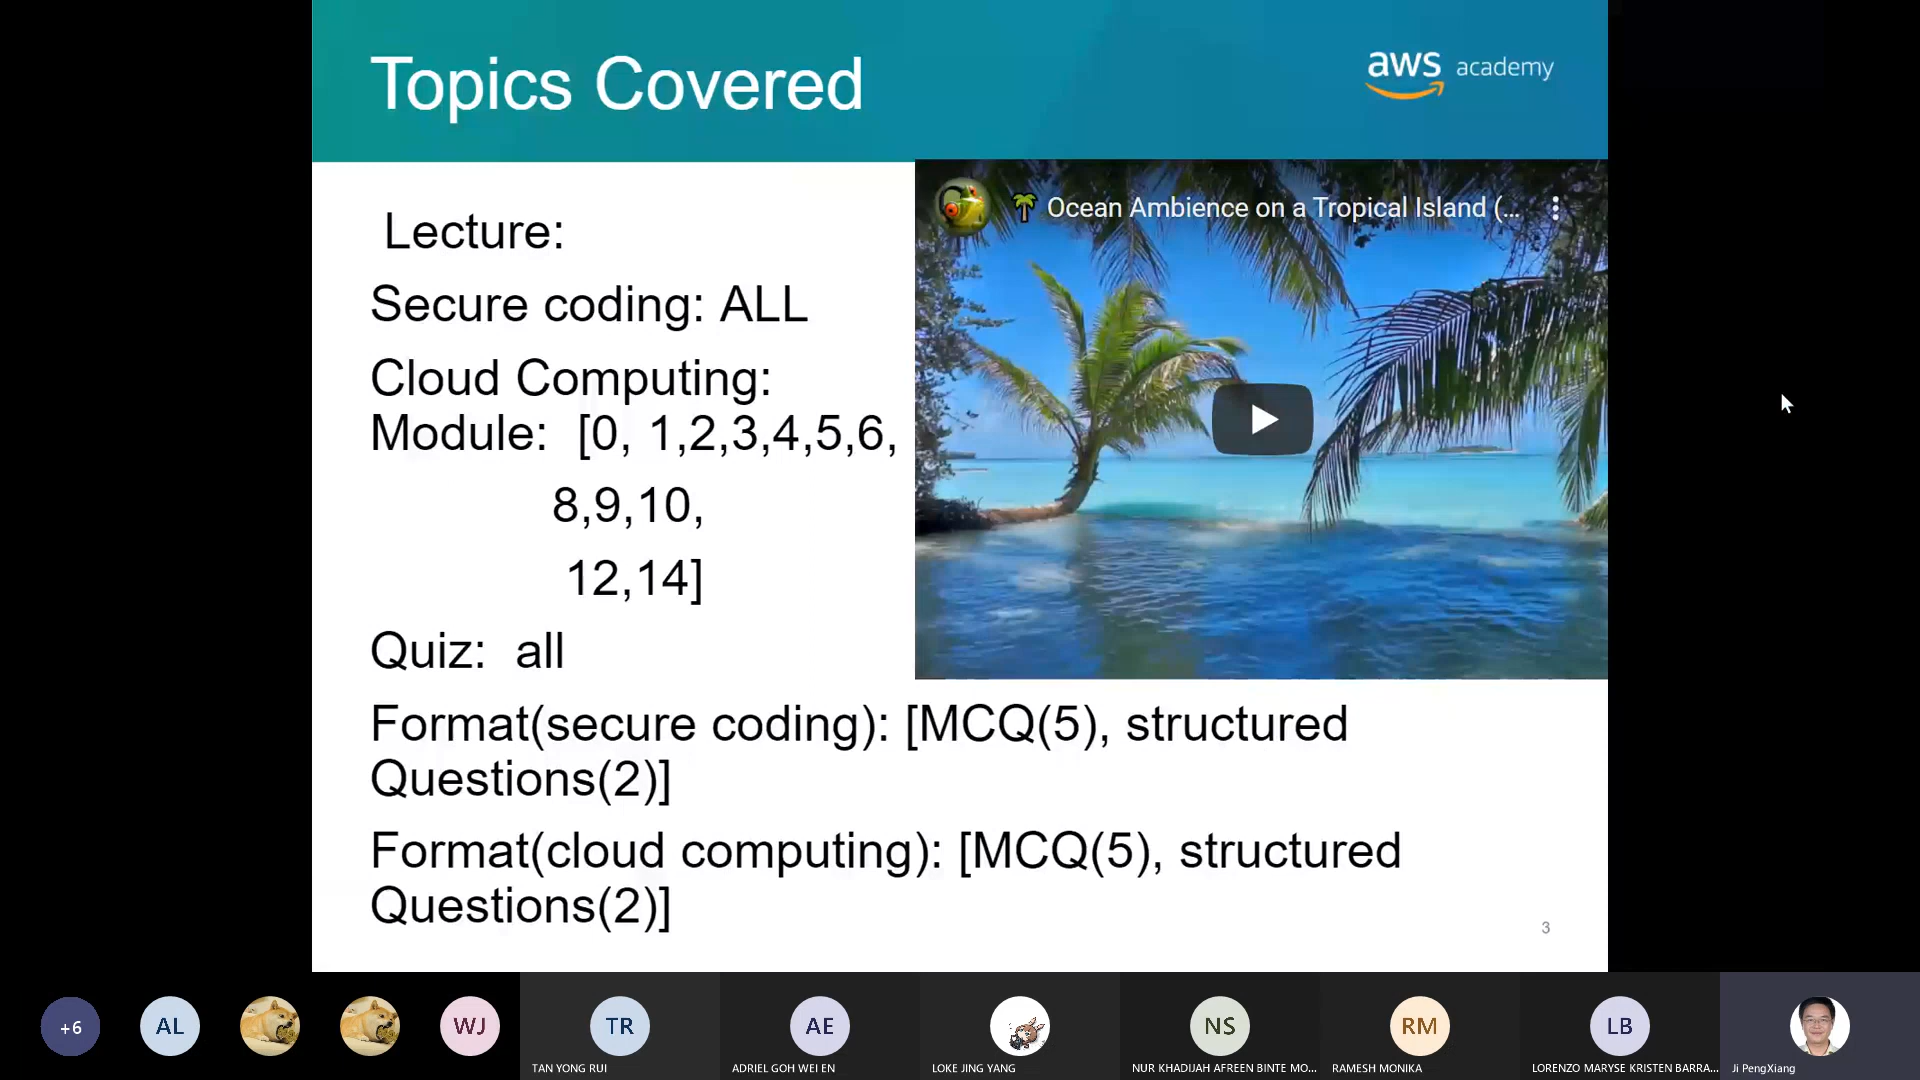 Topics Covered
aws academy
Lecture:
Secure coding: ALL
Cloud Computing:
Module: [0, 1,2,3,4,5,6,
8,9,10,
12,14]
Quiz: all
🌴 Ocean Ambience on a Tropical Island (...
Format(secure coding): [MCQ(5), structured
Questions(2)]
Format(cloud computing): [MCQ(5), structured
Questions(2)]
3
+6
AL
WJ
TR
AE
NS
RM
LB
TAN YONG RUI
ADRIEL GOH WEI EN
LOKE JING YANG
NUR KHADIJAH AFREEN BINTE MO...
RAMESH MONIKA
LORENZO MARYSE KRISTEN BARRA...
Ji PengXiang